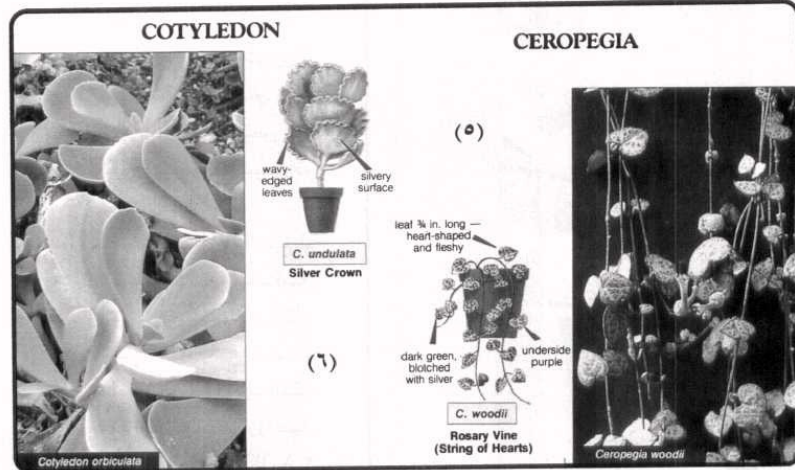 COTYLEDON
wavy-
edged
leaves
silvery
surface
C. undulata
Silver Crown
(٦)
Cotyledon orbiculata
CEROPEGIA
(٥)
leaf ¾ in. long —
heart-shaped
and fleshy
dark green,
blotched
with silver
underside
purple
C. woodii
Rosary Vine
(String of Hearts)
Ceropegia woodii